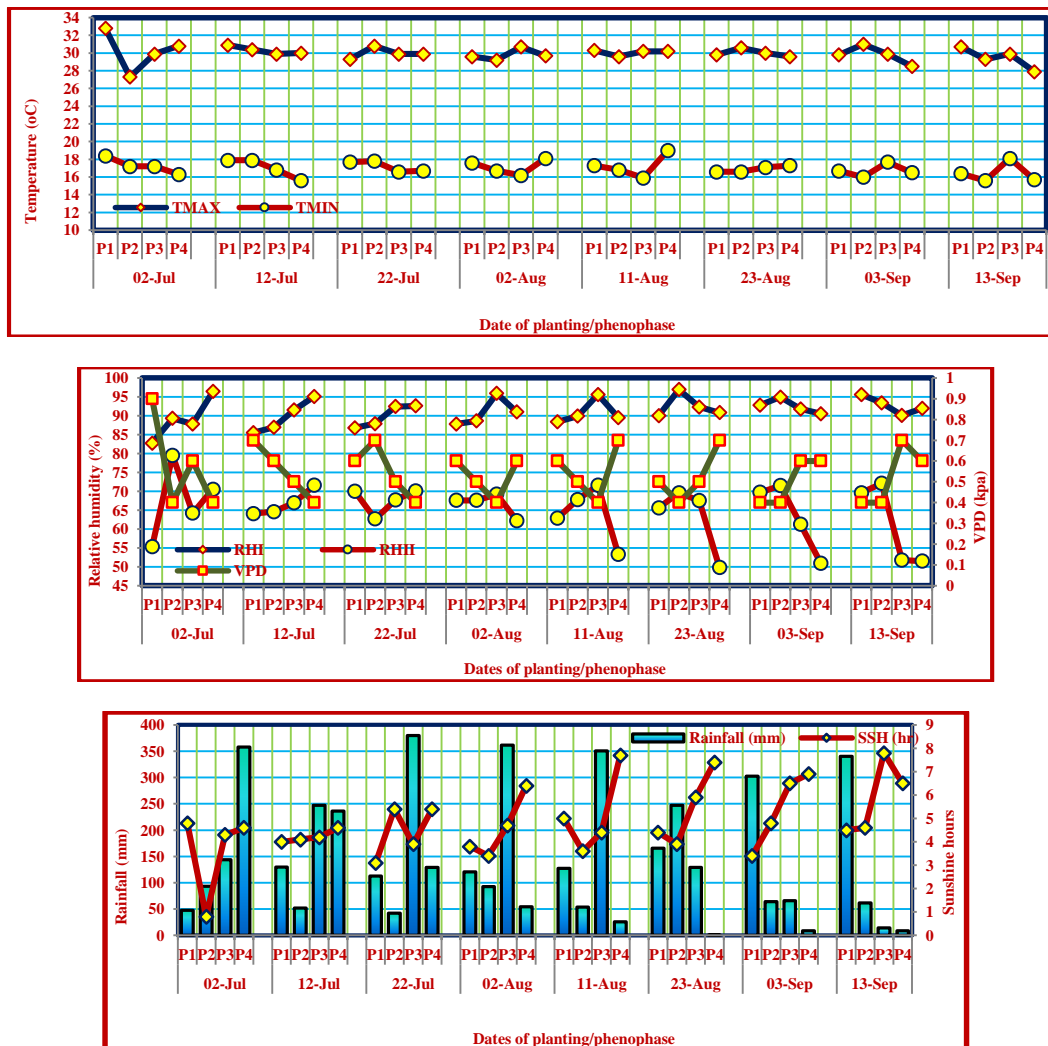 34
32
30
28
26
24
22
20
18
16
14
12
10
Temperature (oC)
TMAX TMIN
P1 P2 P3 P4 P1 P2 P3 P4 P1 P2 P3 P4 P1 P2 P3 P4 P1 P2 P3 P4 P1 P2 P3 P4 P1 P2 P3 P4 P1 P2 P3 P4
02-Jul 12-Jul 22-Jul 02-Aug 11-Aug 23-Aug 03-Sep 13-Sep
Date of planting/phenophase
100 1
95 0.9
90 0.8
85 0.7
80 0.6
75 0.5
70 0.4
65 0.3
60 0.2
55 0.1
50 0
45
Relative humidity (%)
VPD (kpa)
RHI RHII
VPD
P1 P2 P3 P4 P1 P2 P3 P4 P1 P2 P3 P4 P1 P2 P3 P4 P1 P2 P3 P4 P1 P2 P3 P4 P1 P2 P3 P4 P1 P2 P3 P4
02-Jul 12-Jul 22-Jul 02-Aug 11-Aug 23-Aug 03-Sep 13-Sep
Dates of planting/phenophase
400 9
350 8
300 7
250 6
200 5
150 4
100 3
50 2
0 1
0
Rainfall (mm)
Sunshine hours
Rainfall (mm) SSH (hr)
P1 P2 P3 P4 P1 P2 P3 P4 P1 P2 P3 P4 P1 P2 P3 P4 P1 P2 P3 P4 P1 P2 P3 P4 P1 P2 P3 P4 P1 P2 P3 P4
02-Jul 12-Jul 22-Jul 02-Aug 11-Aug 23-Aug 03-Sep 13-Sep
Dates of planting/phenophase